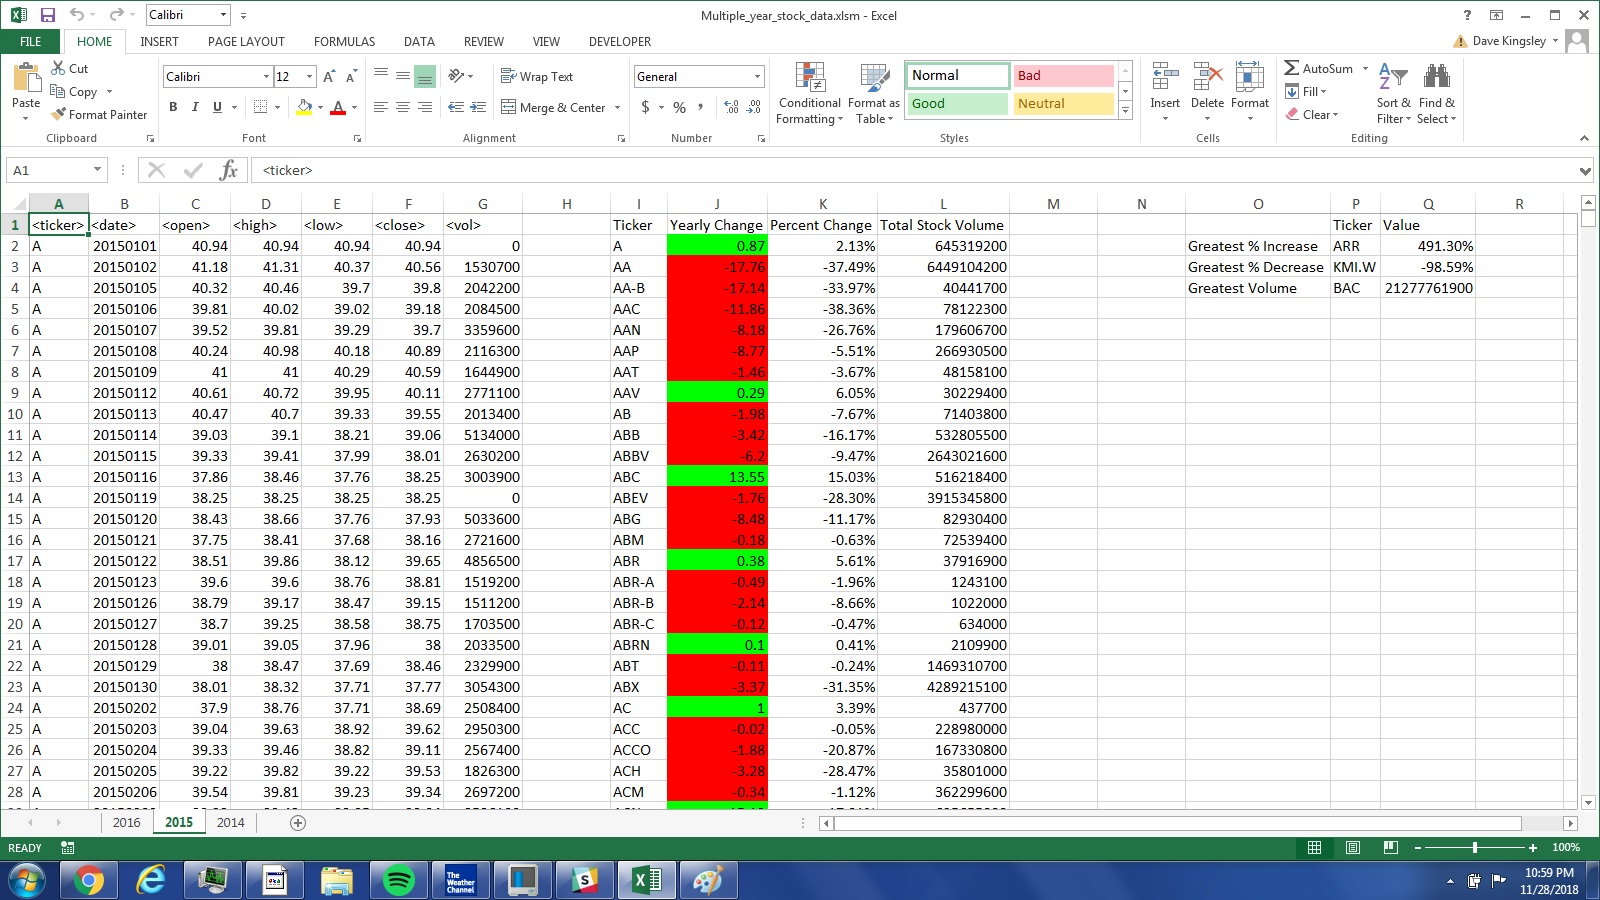 Calibri
Multiple_year_stock_data.xlsm - Excel
?
FILE HOME INSERT PAGE LAYOUT FORMULAS DATA REVIEW VIEW DEVELOPER Dave Kingsley
Paste
Cut
Copy
Format Painter
Calibri 12
B I U
Wrap Text
Merge & Center
General
$ % ,
Conditional Formatting
Format as Table
Normal Bad
Good Neutral
Insert Delete Format
AutoSum
Fill
Clear
Sort & Filter
Find & Select
Clipboard Font Alignment Number Styles Cells Editing
A1 fx <ticker>
A B C D E F G H I J K L M N O P Q R
1 <ticker> <date> <open> <high> <low> <close> <vol> Ticker Yearly Change Percent Change Total Stock Volume Ticker Value
2 A 20150101 40.94 40.94 40.94 40.94 0 A 0.87 2.13% 645319200 Greatest % Increase ARR 491.30%
3 A 20150102 41.18 41.31 40.37 40.56 1530700 AA -17.76 -37.49% 6449104200 Greatest % Decrease KMI.W -98.59%
4 A 20150105 40.32 40.46 39.7 39.8 2042200 AA-B -17.14 -33.97% 40441700 Greatest Volume BAC 21277761900
5 A 20150106 39.81 40.02 39.02 39.18 2084500 AAC -11.86 -38.36% 78122300
6 A 20150107 39.52 39.81 39.29 39.7 3359600 AAN -8.18 -26.76% 179606700
7 A 20150108 40.24 40.98 40.18 40.89 2116300 AAP -8.77 -5.51% 266930500
8 A 20150109 41 41 40.29 40.59 1644900 AAT -1.46 -3.67% 48158100
9 A 20150112 40.61 40.72 39.95 40.11 2771100 AAV 0.29 6.05% 30229400
10 A 20150113 40.47 40.7 39.33 39.55 2013400 AB -1.98 -7.67% 71403800
11 A 20150114 39.03 39.1 38.21 39.06 5134000 ABB -3.42 -16.17% 532805500
12 A 20150115 39.33 39.41 37.99 38.01 2630200 ABBV -6.2 -9.47% 2643021600
13 A 20150116 37.86 38.46 37.76 38.25 3003900 ABC 13.55 15.03% 516218400
14 A 20150119 38.25 38.25 38.25 38.25 0 ABEV -1.76 -28.30% 3915345800
15 A 20150120 38.43 38.66 37.76 37.93 5033600 ABG -8.48 -11.17% 82930400
16 A 20150121 37.75 38.41 37.68 38.16 2721600 ABM -0.18 -0.63% 72539400
17 A 20150122 38.51 39.86 38.12 39.65 4856500 ABR 0.38 5.61% 37916900
18 A 20150123 39.6 39.6 38.76 38.81 1519200 ABR-A -0.49 -1.96% 1243100
19 A 20150126 38.79 39.17 38.47 39.15 1511200 ABR-B -2.14 -8.66% 1022000
20 A 20150127 38.7 39.25 38.58 38.75 1703500 ABR-C -0.12 -0.47% 634000
21 A 20150128 39.01 39.05 37.96 38 2033500 ABRN 0.1 0.41% 2109900
22 A 20150129 38 38.47 37.69 38.46 2329900 ABT -0.11 -0.24% 1469310700
23 A 20150130 38.01 38.32 37.71 37.77 3054300 ABX -3.37 -31.35% 4289215100
24 A 20150202 37.9 38.76 37.71 38.69 2508400 AC 1 3.39% 437700
25 A 20150203 39.04 39.63 38.92 39.62 2950300 ACC -0.02 -0.05% 228980000
26 A 20150204 39.33 39.46 38.82 39.11 2567400 ACCO -1.88 -20.87% 167330800
27 A 20150205 39.22 39.82 39.22 39.53 1826300 ACH -3.28 -28.47% 35801000
28 A 20150206 39.54 39.81 39.23 39.34 2697200 ACM -0.34 -1.12% 362299600
2016 2015 2014
READY 100%
The Weather Channel
10:59 PM
11/28/2018